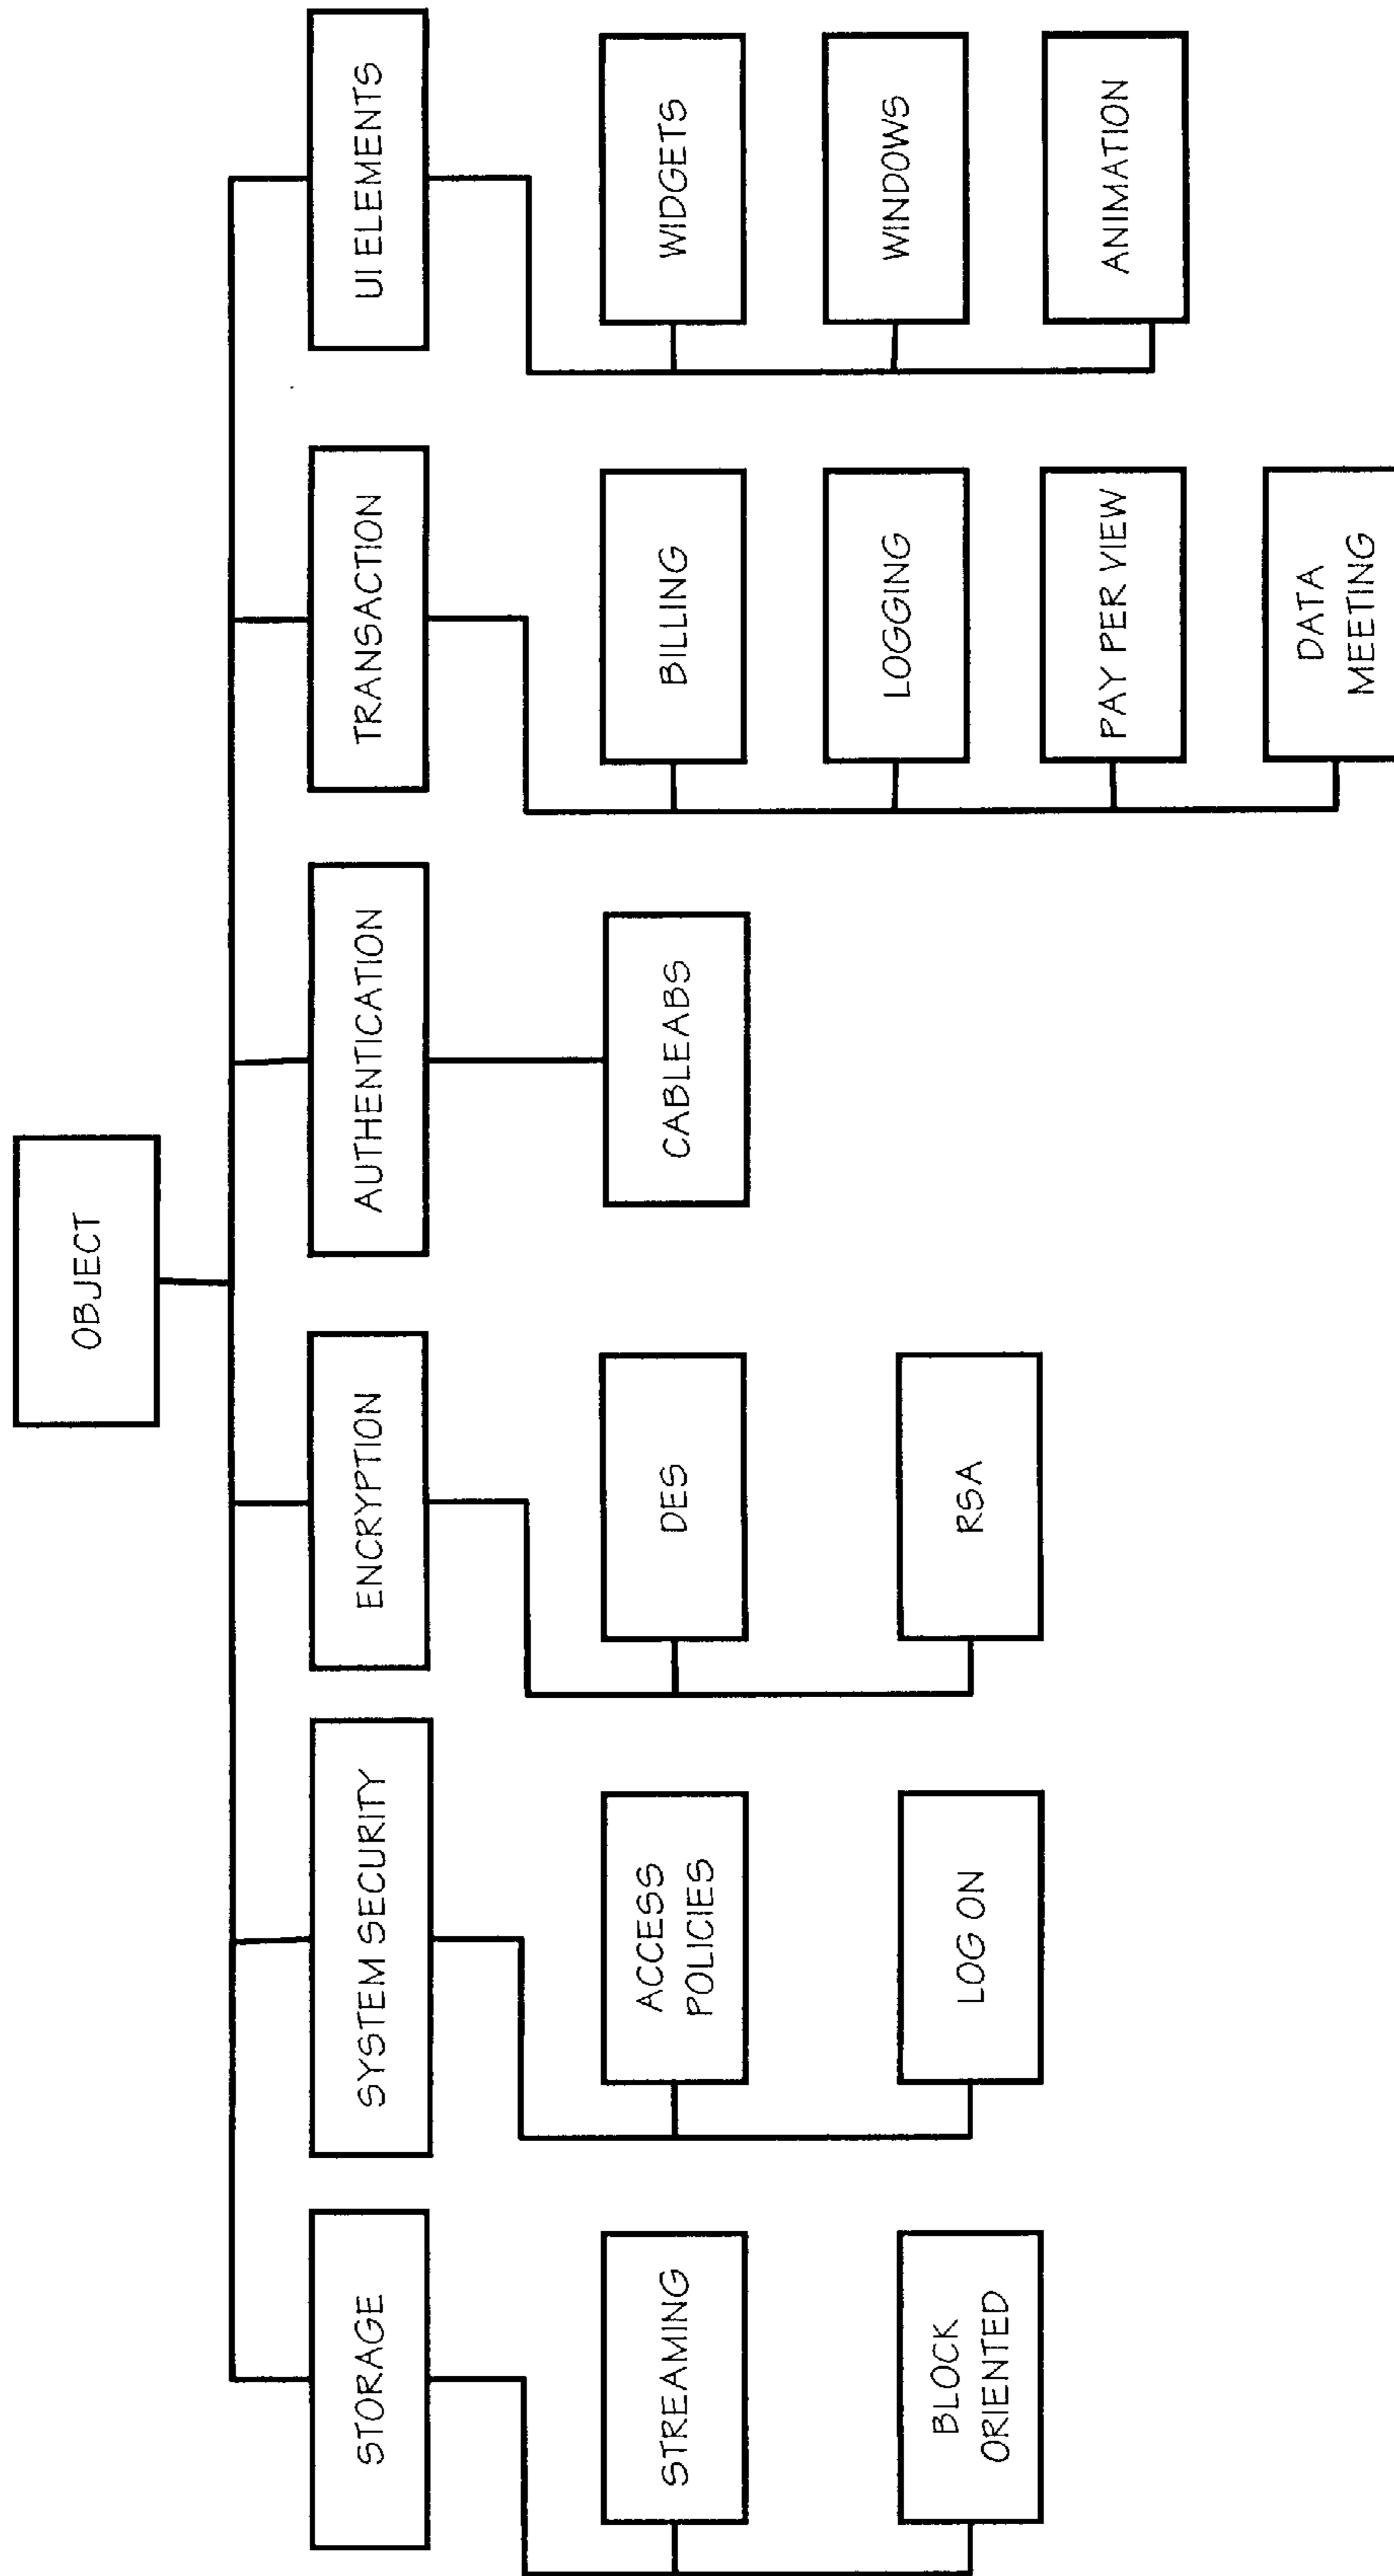 OBJECT
STORAGE
SYSTEM SECURITY
ENCRYPTION
AUTHENTICATION
TRANSACTION
UI ELEMENTS
STREAMING
ACCESS
POLICIES
DES
CABLEABS
BILLING
WIDGETS
BLOCK
ORIENTED
LOG ON
RSA
LOGGING
WINDOWS
PAY PER VIEW
ANIMATION
DATA
MEETING